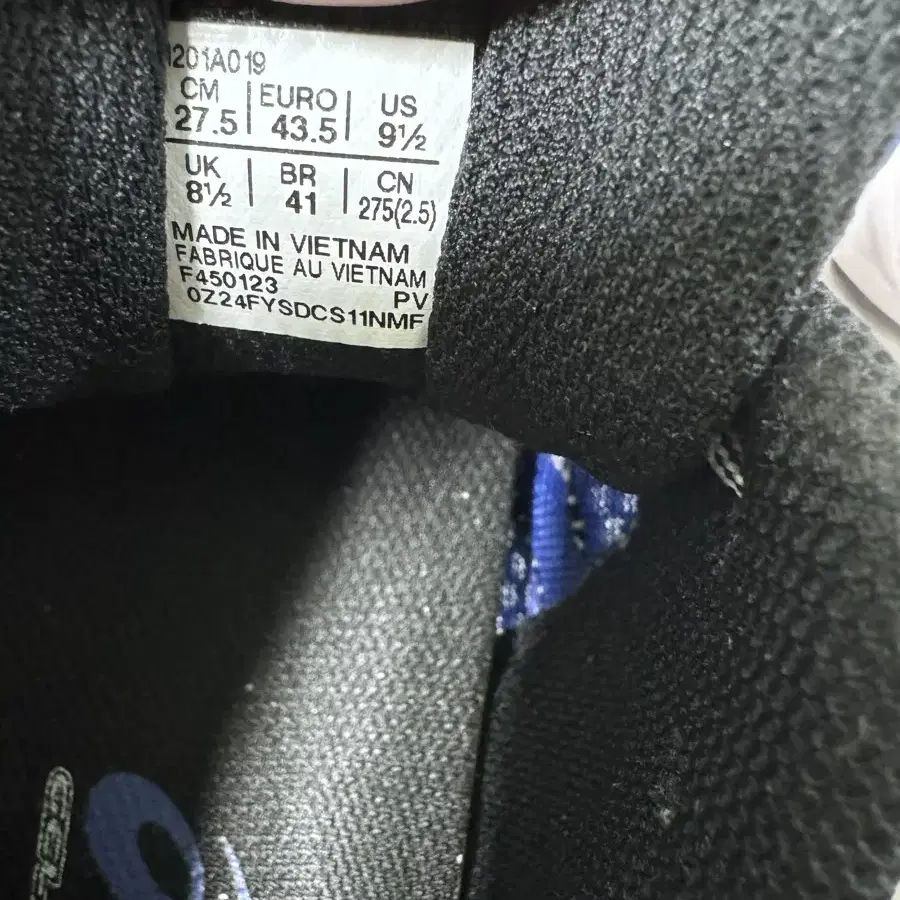 1201A019
CM EURO US
27.5 43.5 9½
UK BR CN
8½ 41 275(2.5)
MADE IN VIETNAM
FABRIQUE AU VIETNAM
F450123 PV
0Z24FYSDCS11NMF